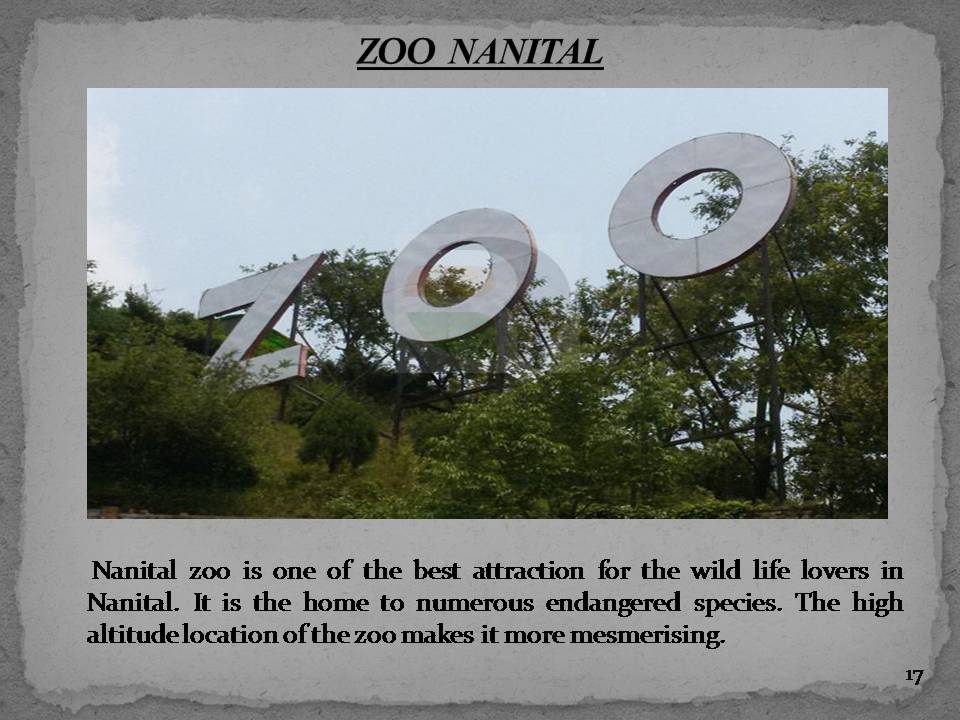 ZOO NANITAL
ZOO
Nanital zoo is one of the best attraction for the wild life lovers in
Nanital. It is the home to numerous endangered species. The high
altitude location of the zoo makes it more mesmerising.
17